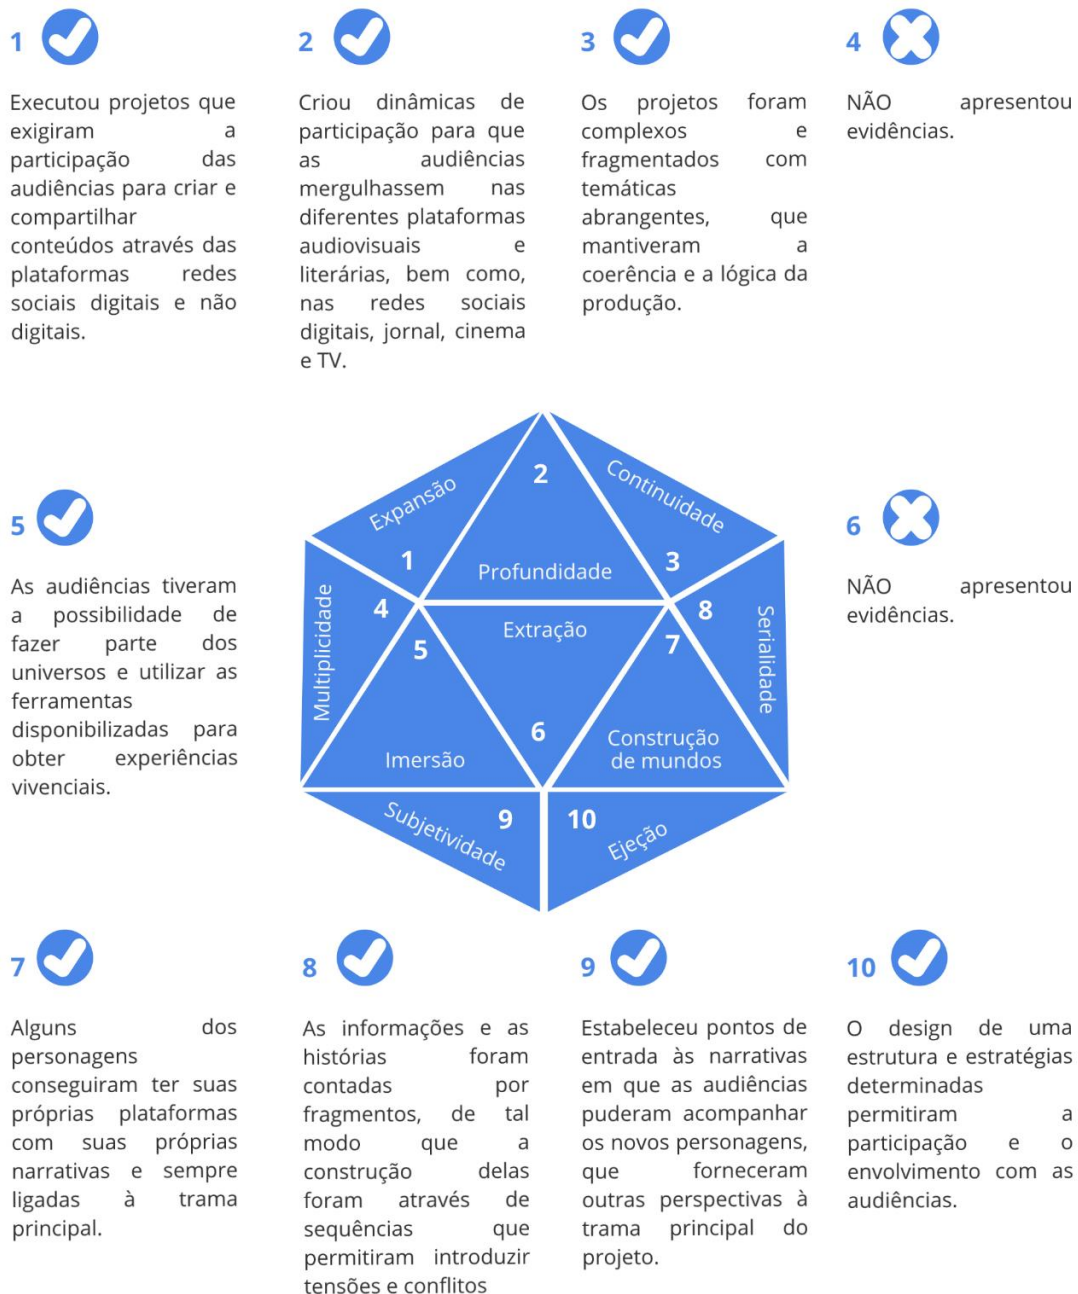 1
Executou projetos que
exigiram a
participação das
audiências para criar e
compartilhar
conteúdos através das
plataformas redes
sociais digitais e não
digitais.
2
Criou dinâmicas de
participação para que
as audiências
mergulhassem nas
diferentes plataformas
audiovisuais e
literárias, bem como,
nas redes sociais
digitais, jornal, cinema
e TV.
3
Os projetos foram
complexos e
fragmentados com
temáticas
abrangentes, que
mantiveram a
coerência e a lógica da
produção.
4
NÃO apresentou
evidências.
5
As audiências tiveram
a possibilidade de
fazer parte dos
universos e utilizar as
ferramentas
disponibilizadas para
obter experiências
vivenciais.
Expansão
1
2
Profundidade
Continuidade
3
Multiplicidade
4
5
Imersão
Extração
6
7
Construção
de mundos
8
Serialidade
Subjetividade
9
10
Ejeção
6
NÃO apresentou
evidências.
7
Alguns dos
personagens
conseguiram ter suas
próprias plataformas
com suas próprias
narrativas e sempre
ligadas à trama
principal.
8
As informações e as
histórias foram
contadas por
fragmentos, de tal
modo que a
construção delas
foram através de
sequências que
permitiram introduzir
tensões e conflitos
9
Estabeleceu pontos de
entrada às narrativas
em que as audiências
puderam acompanhar
os novos personagens,
que forneceram
outras perspectivas à
trama principal do
projeto.
10
O design de uma
estrutura e estratégias
determinadas
permitiram a
participação e o
envolvimento com as
audiências.